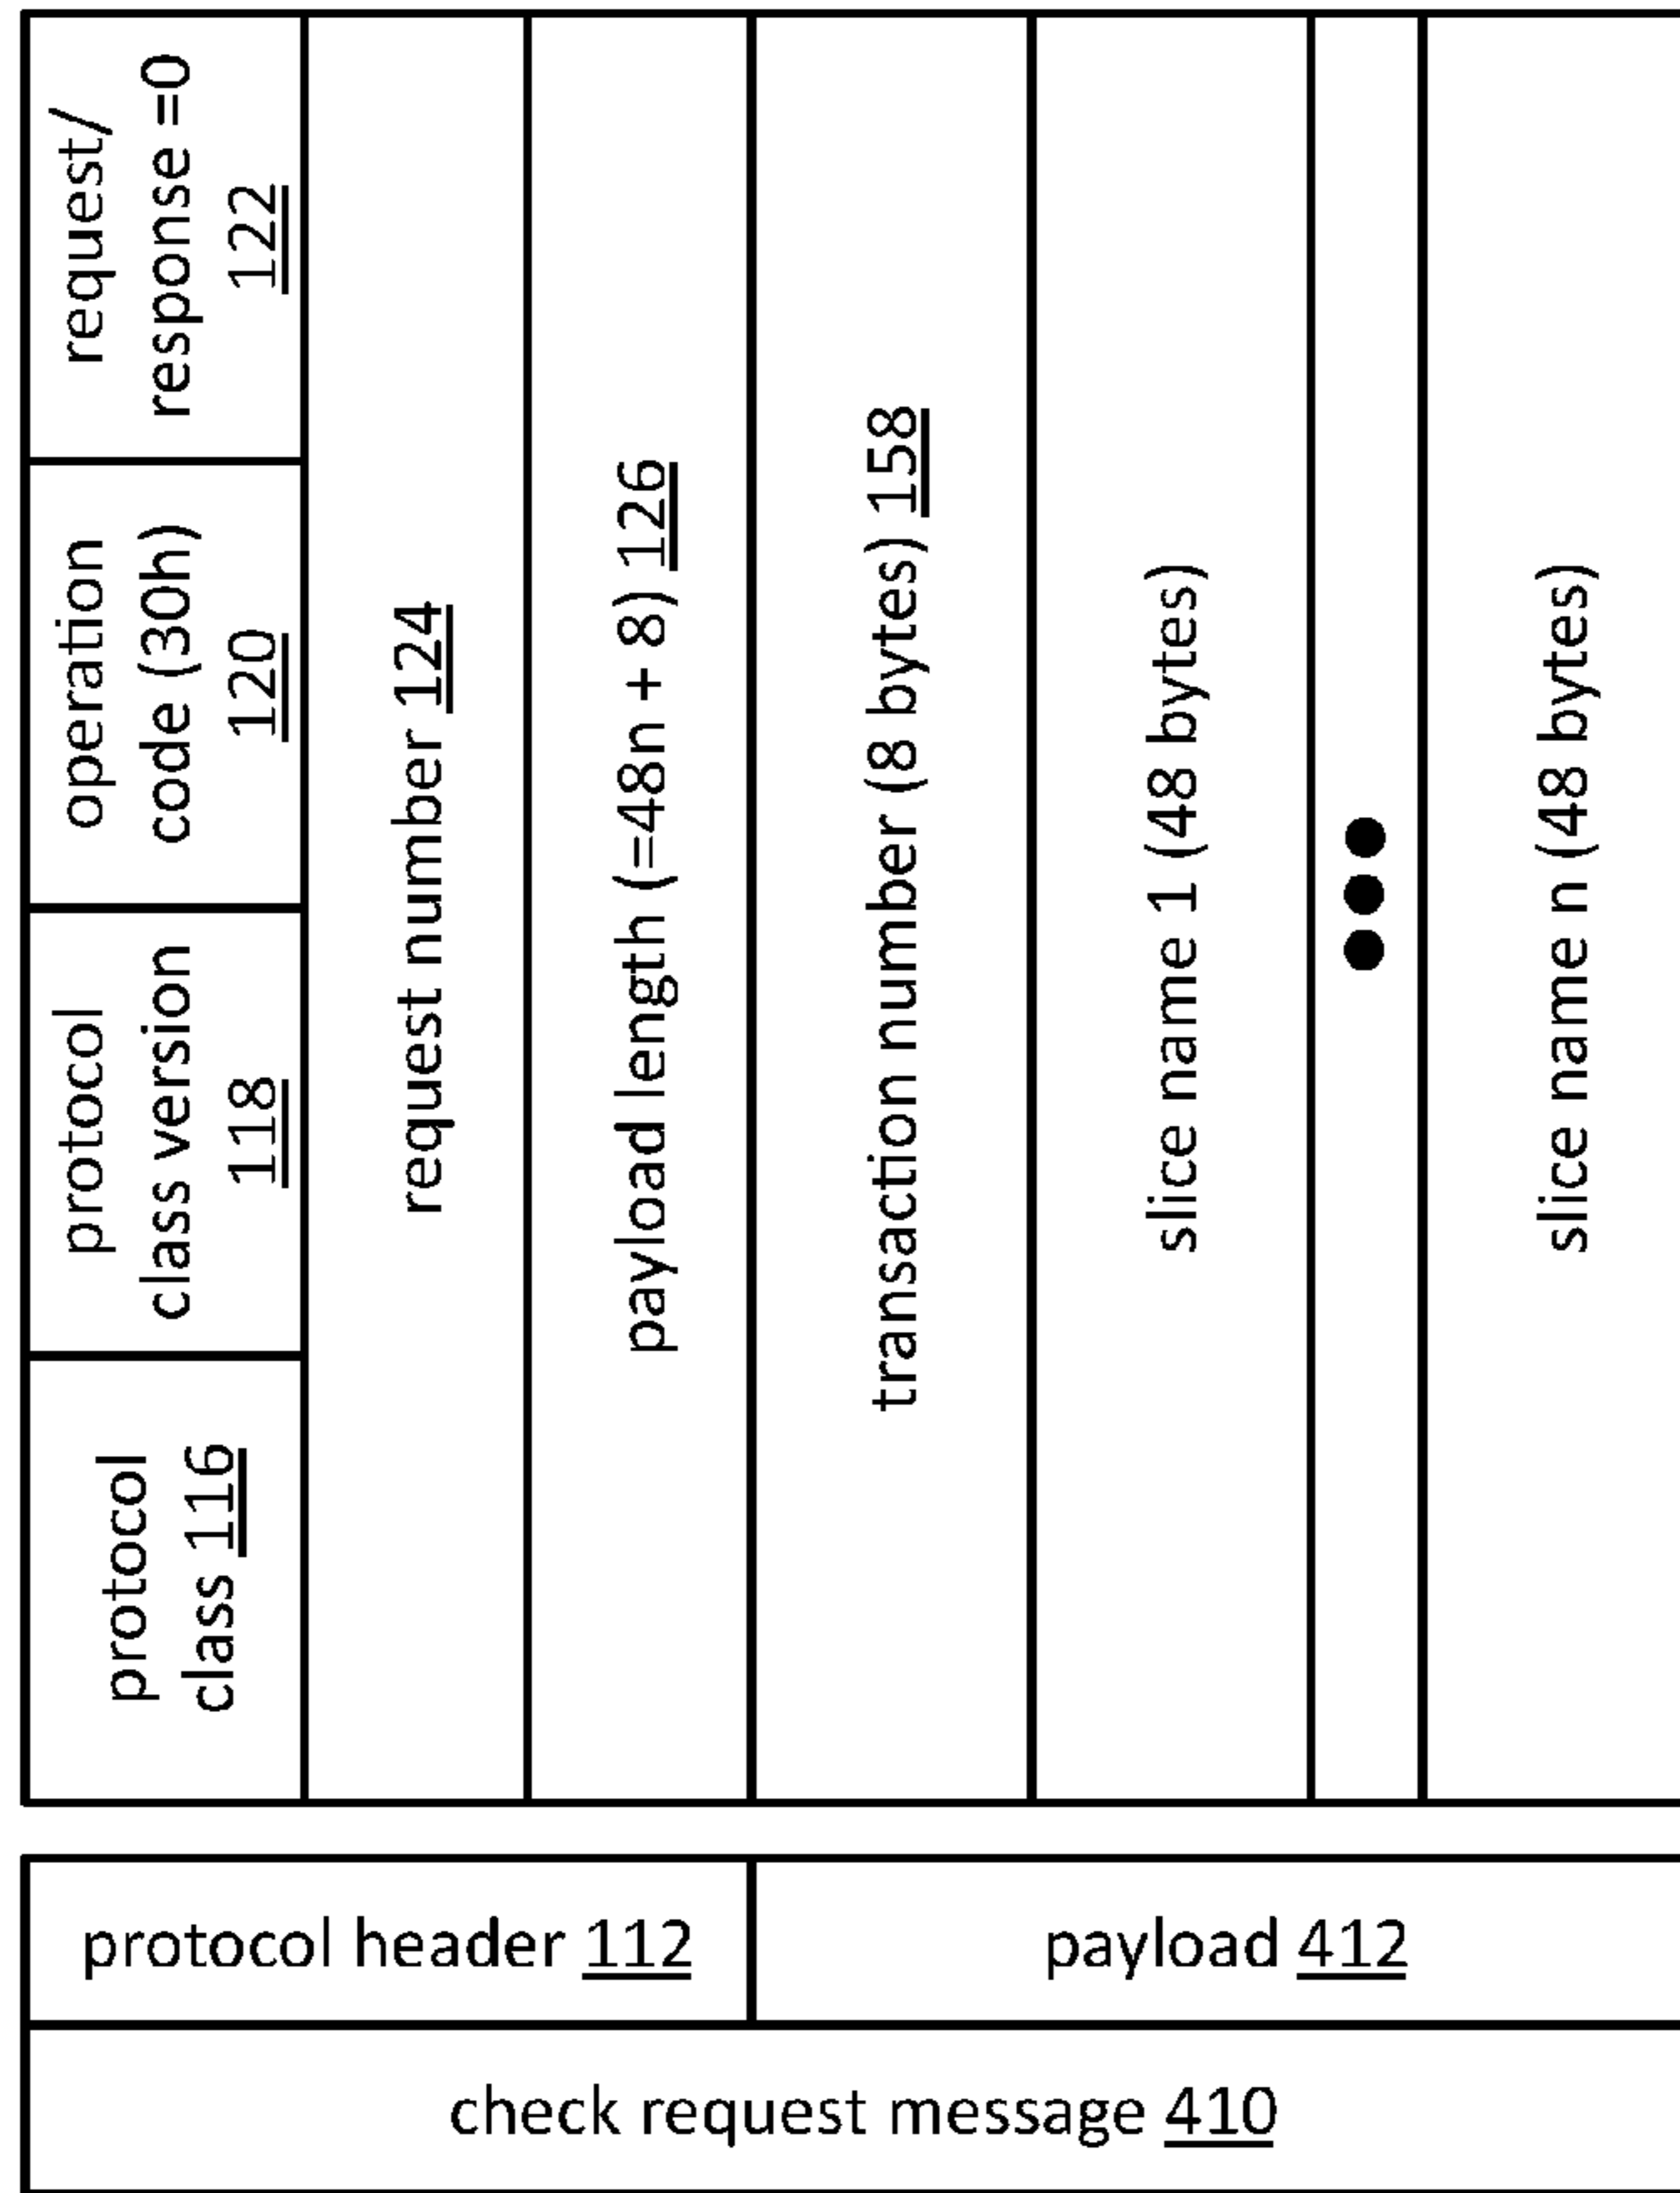 check request message 410
protocol header 112
payload 412
protocol
class 116
protocol
class version
118
operation
code (30h)
120
request/
response =0
122
request number 124
payload length (=48n + 8) 126
transaction number (8 bytes) 158
slice name 1 (48 bytes)
slice name n (48 bytes)